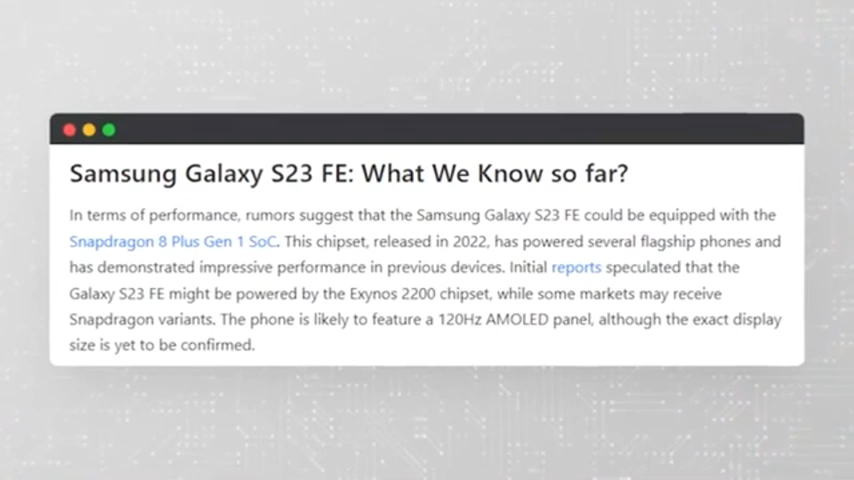 Samsung Galaxy S23 FE: What We Know so far?
In terms of performance, rumors suggest that the Samsung Galaxy S23 FE could be equipped with the
Snapdragon 8 Plus Gen 1 SoC. This chipset, released in 2022, has powered several flagship phones and
has demonstrated impressive performance in previous devices. Initial reports speculated that the
Galaxy S23 FE might be powered by the Exynos 2200 chipset, while some markets may receive
Snapdragon variants. The phone is likely to feature a 120Hz AMOLED panel, although the exact display
size is yet to be confirmed.